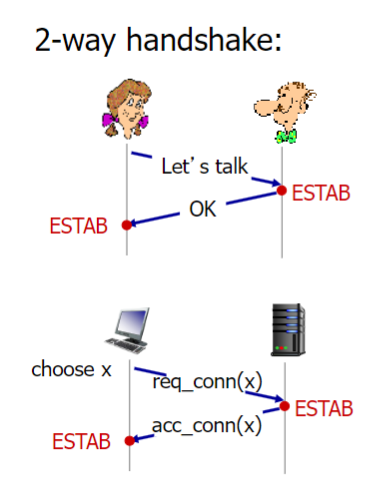 2-way handshake:
Let’s talk
ESTAB
OK
ESTAB
choose x
req_conn(x)
ESTAB
acc_conn(x)
ESTAB